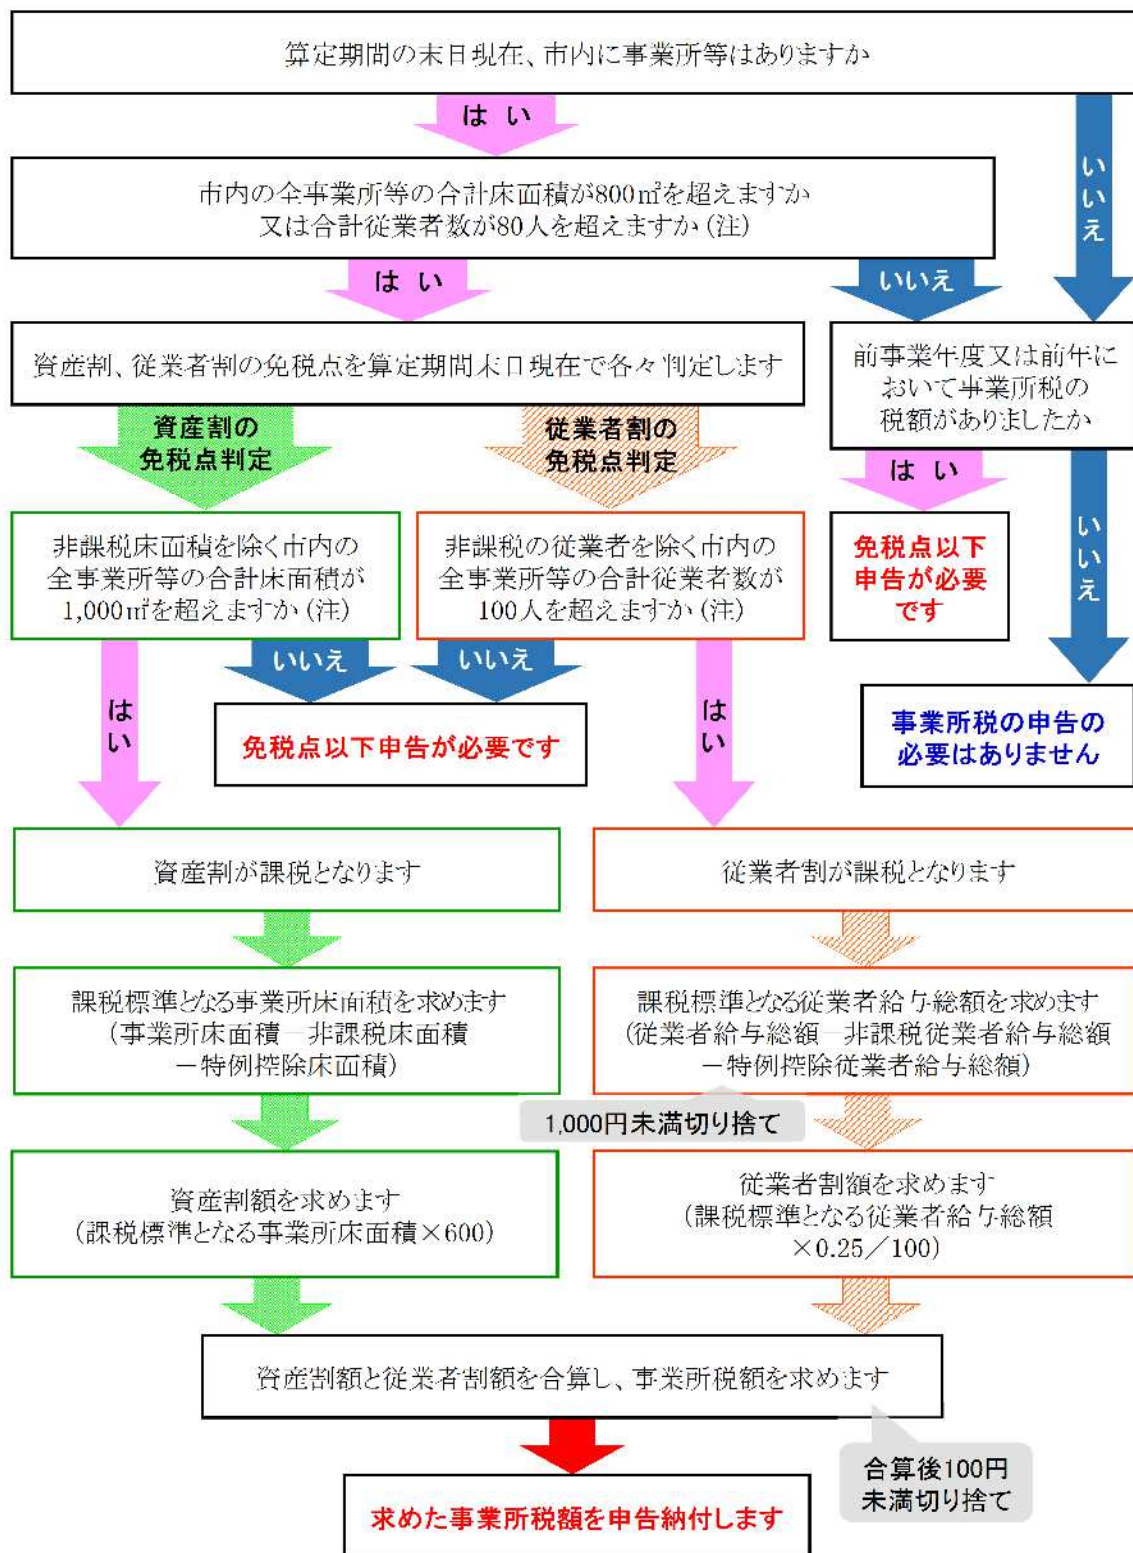 算定期間の末日現在、市内に事業所等はありますか
はい
いいえ
市内の全事業所等の合計床面積が800㎡を超えますか
又は合計従業者数が80人を超えますか(注)
はい
いいえ
資産割、従業者割の免税点を算定期間末日現在で各々判定します
前事業年度又は前年に
おいて事業所税の
税額がありましたか
資産割の
免税点判定
従業者割の
免税点判定
はい
いいえ
非課税床面積を除く市内の
全事業所等の合計床面積が
1,000㎡を超えますか(注)
非課税の従業者を除く市内の
全事業所等の合計従業者数が
100人を超えますか(注)
免税点以下
申告が必要
です
はい
いいえ
いいえ
はい
免税点以下申告が必要です
事業所税の申告の
必要はありません
資産割が課税となります
従業者割が課税となります
課税標準となる事業所床面積を求めます
(事業所床面積－非課税床面積
－特例控除床面積)
課税標準となる従業者給与総額を求めます
(従業者給与総額－非課税従業者給与総額
－特例控除従業者給与総額)
1,000円未満切り捨て
資産割額を求めます
(課税標準となる事業所床面積×600)
従業者割額を求めます
(課税標準となる従業者給与総額
×0.25／100)
資産割額と従業者割額を合算し、事業所税額を求めます
合算後100円
未満切り捨て
求めた事業所税額を申告納付します